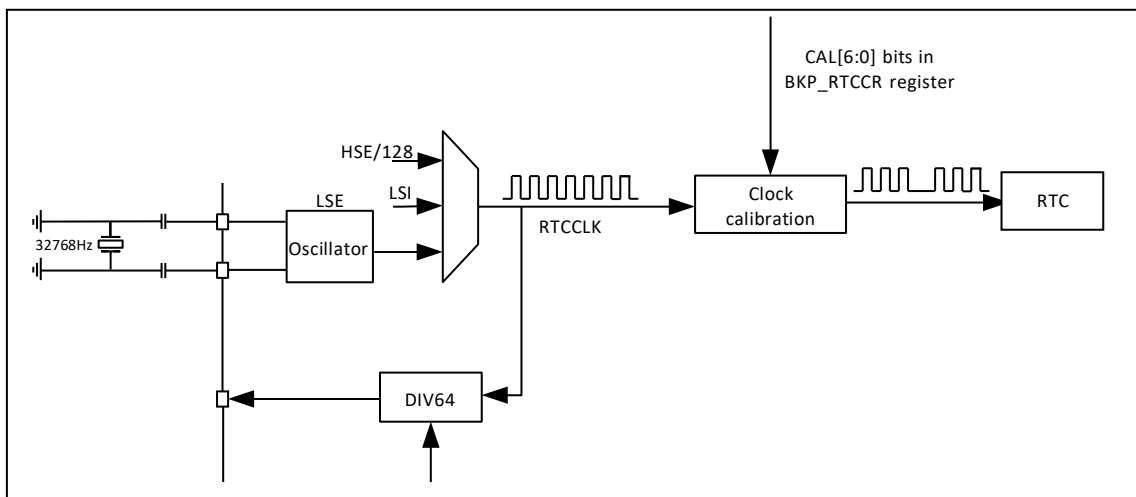 CAL[6:0] bits in
BKP_RTCCR register
HSE/128
LSI
LSE
Oscillator
32768Hz
RTCCLK
Clock
calibration
RTC
DIV64